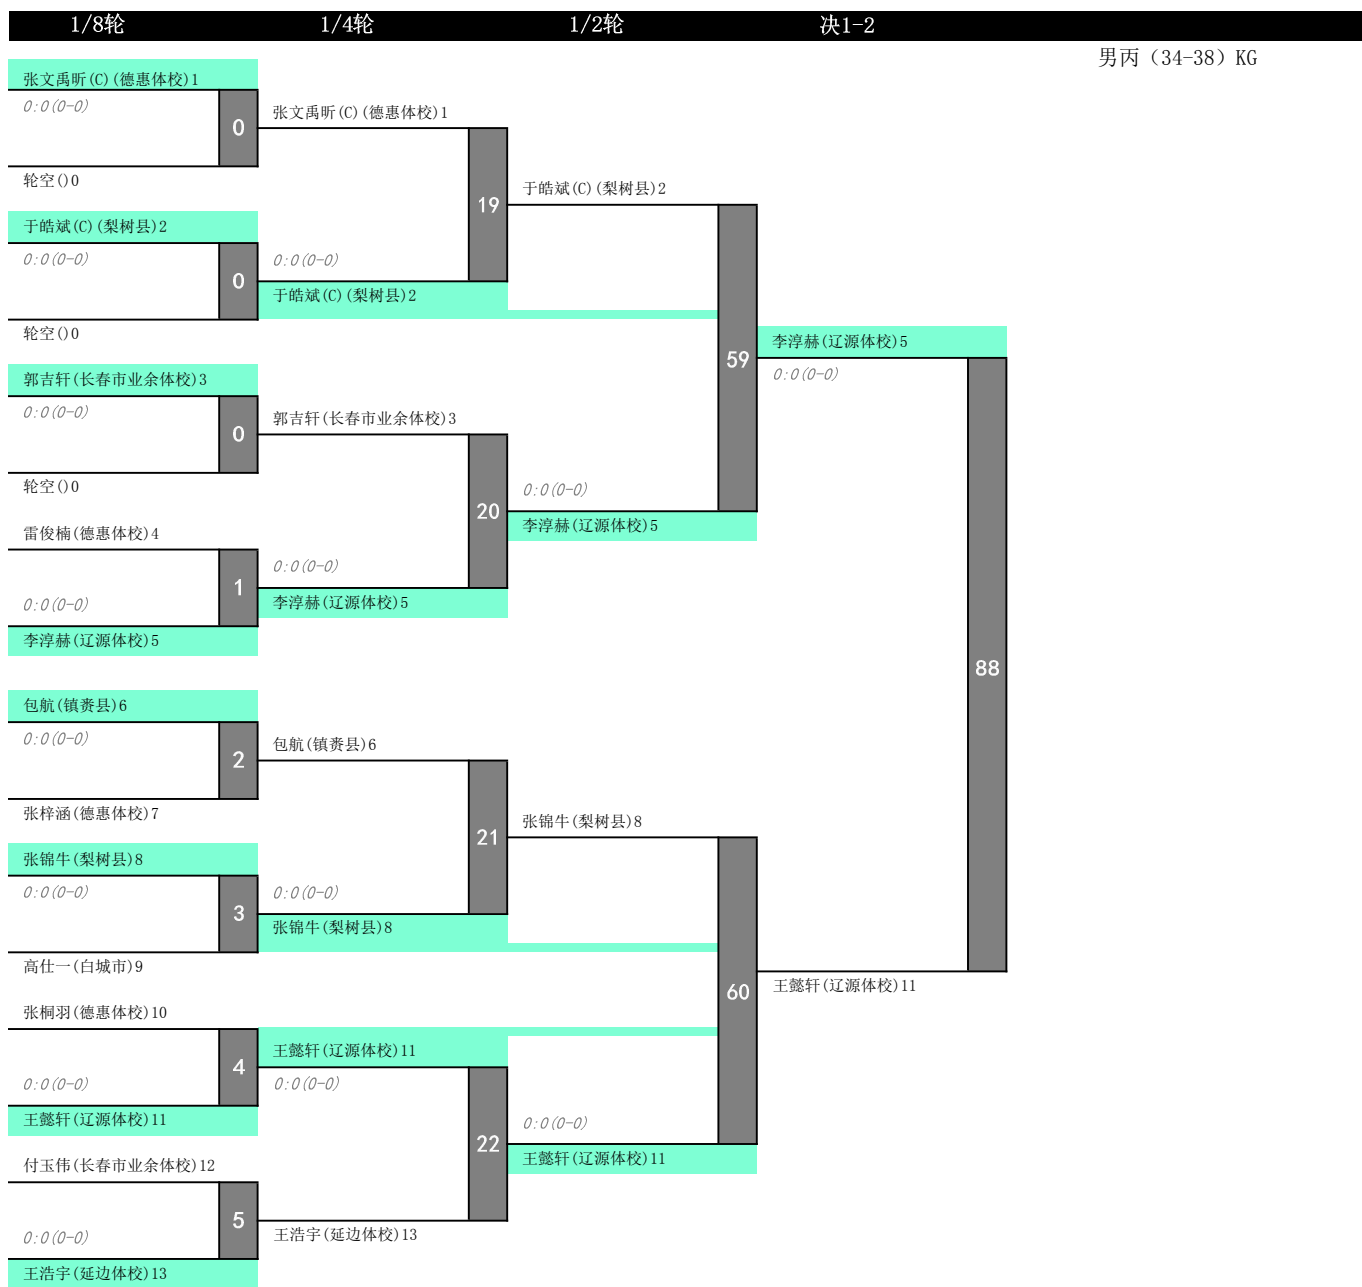 1/8轮 1/4轮 1/2轮 决1-2
男丙（34-38）KG
张文禹昕(C)(德惠体校)1
0:0(0-0)
0
轮空()0
于皓斌(C)(梨树县)2
0:0(0-0)
0
轮空()0
郭吉轩(长春市业余体校)3
0:0(0-0)
0
轮空()0
雷俊楠(德惠体校)4
1
0:0(0-0)
李淳赫(辽源体校)5
包航(镇赉县)6
0:0(0-0)
2
张梓涵(德惠体校)7
张锦牛(梨树县)8
0:0(0-0)
3
高仕一(白城市)9
张桐羽(德惠体校)10
4
0:0(0-0)
王懿轩(辽源体校)11
付玉伟(长春市业余体校)12
5
0:0(0-0)
王浩宇(延边体校)13
张文禹昕(C)(德惠体校)1
19
0:0(0-0)
于皓斌(C)(梨树县)2
郭吉轩(长春市业余体校)3
20
0:0(0-0)
李淳赫(辽源体校)5
包航(镇赉县)6
21
0:0(0-0)
张锦牛(梨树县)8
王懿轩(辽源体校)11
0:0(0-0)
22
王浩宇(延边体校)13
于皓斌(C)(梨树县)2
59
0:0(0-0)
李淳赫(辽源体校)5
张锦牛(梨树县)8
60
0:0(0-0)
王懿轩(辽源体校)11
李淳赫(辽源体校)5
0:0(0-0)
88
王懿轩(辽源体校)11